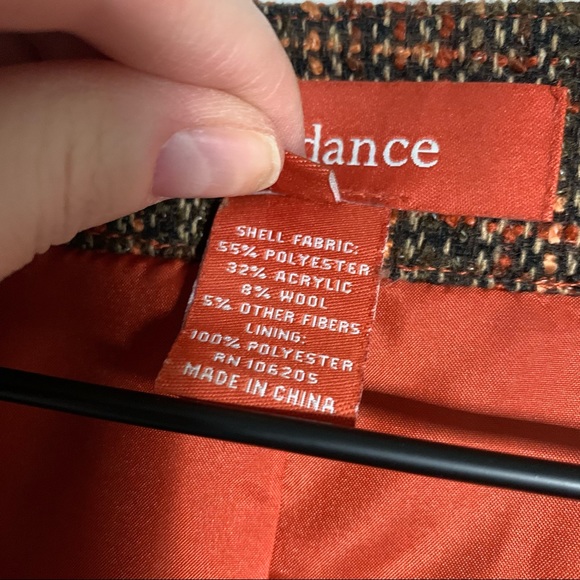 dance
SHELL FABRIC:
55% POLYESTER
32% ACRYLIC
8% WOOL
5% OTHER FIBERS
LINING:
100% POLYESTER
RN 106205
MADE IN CHINA